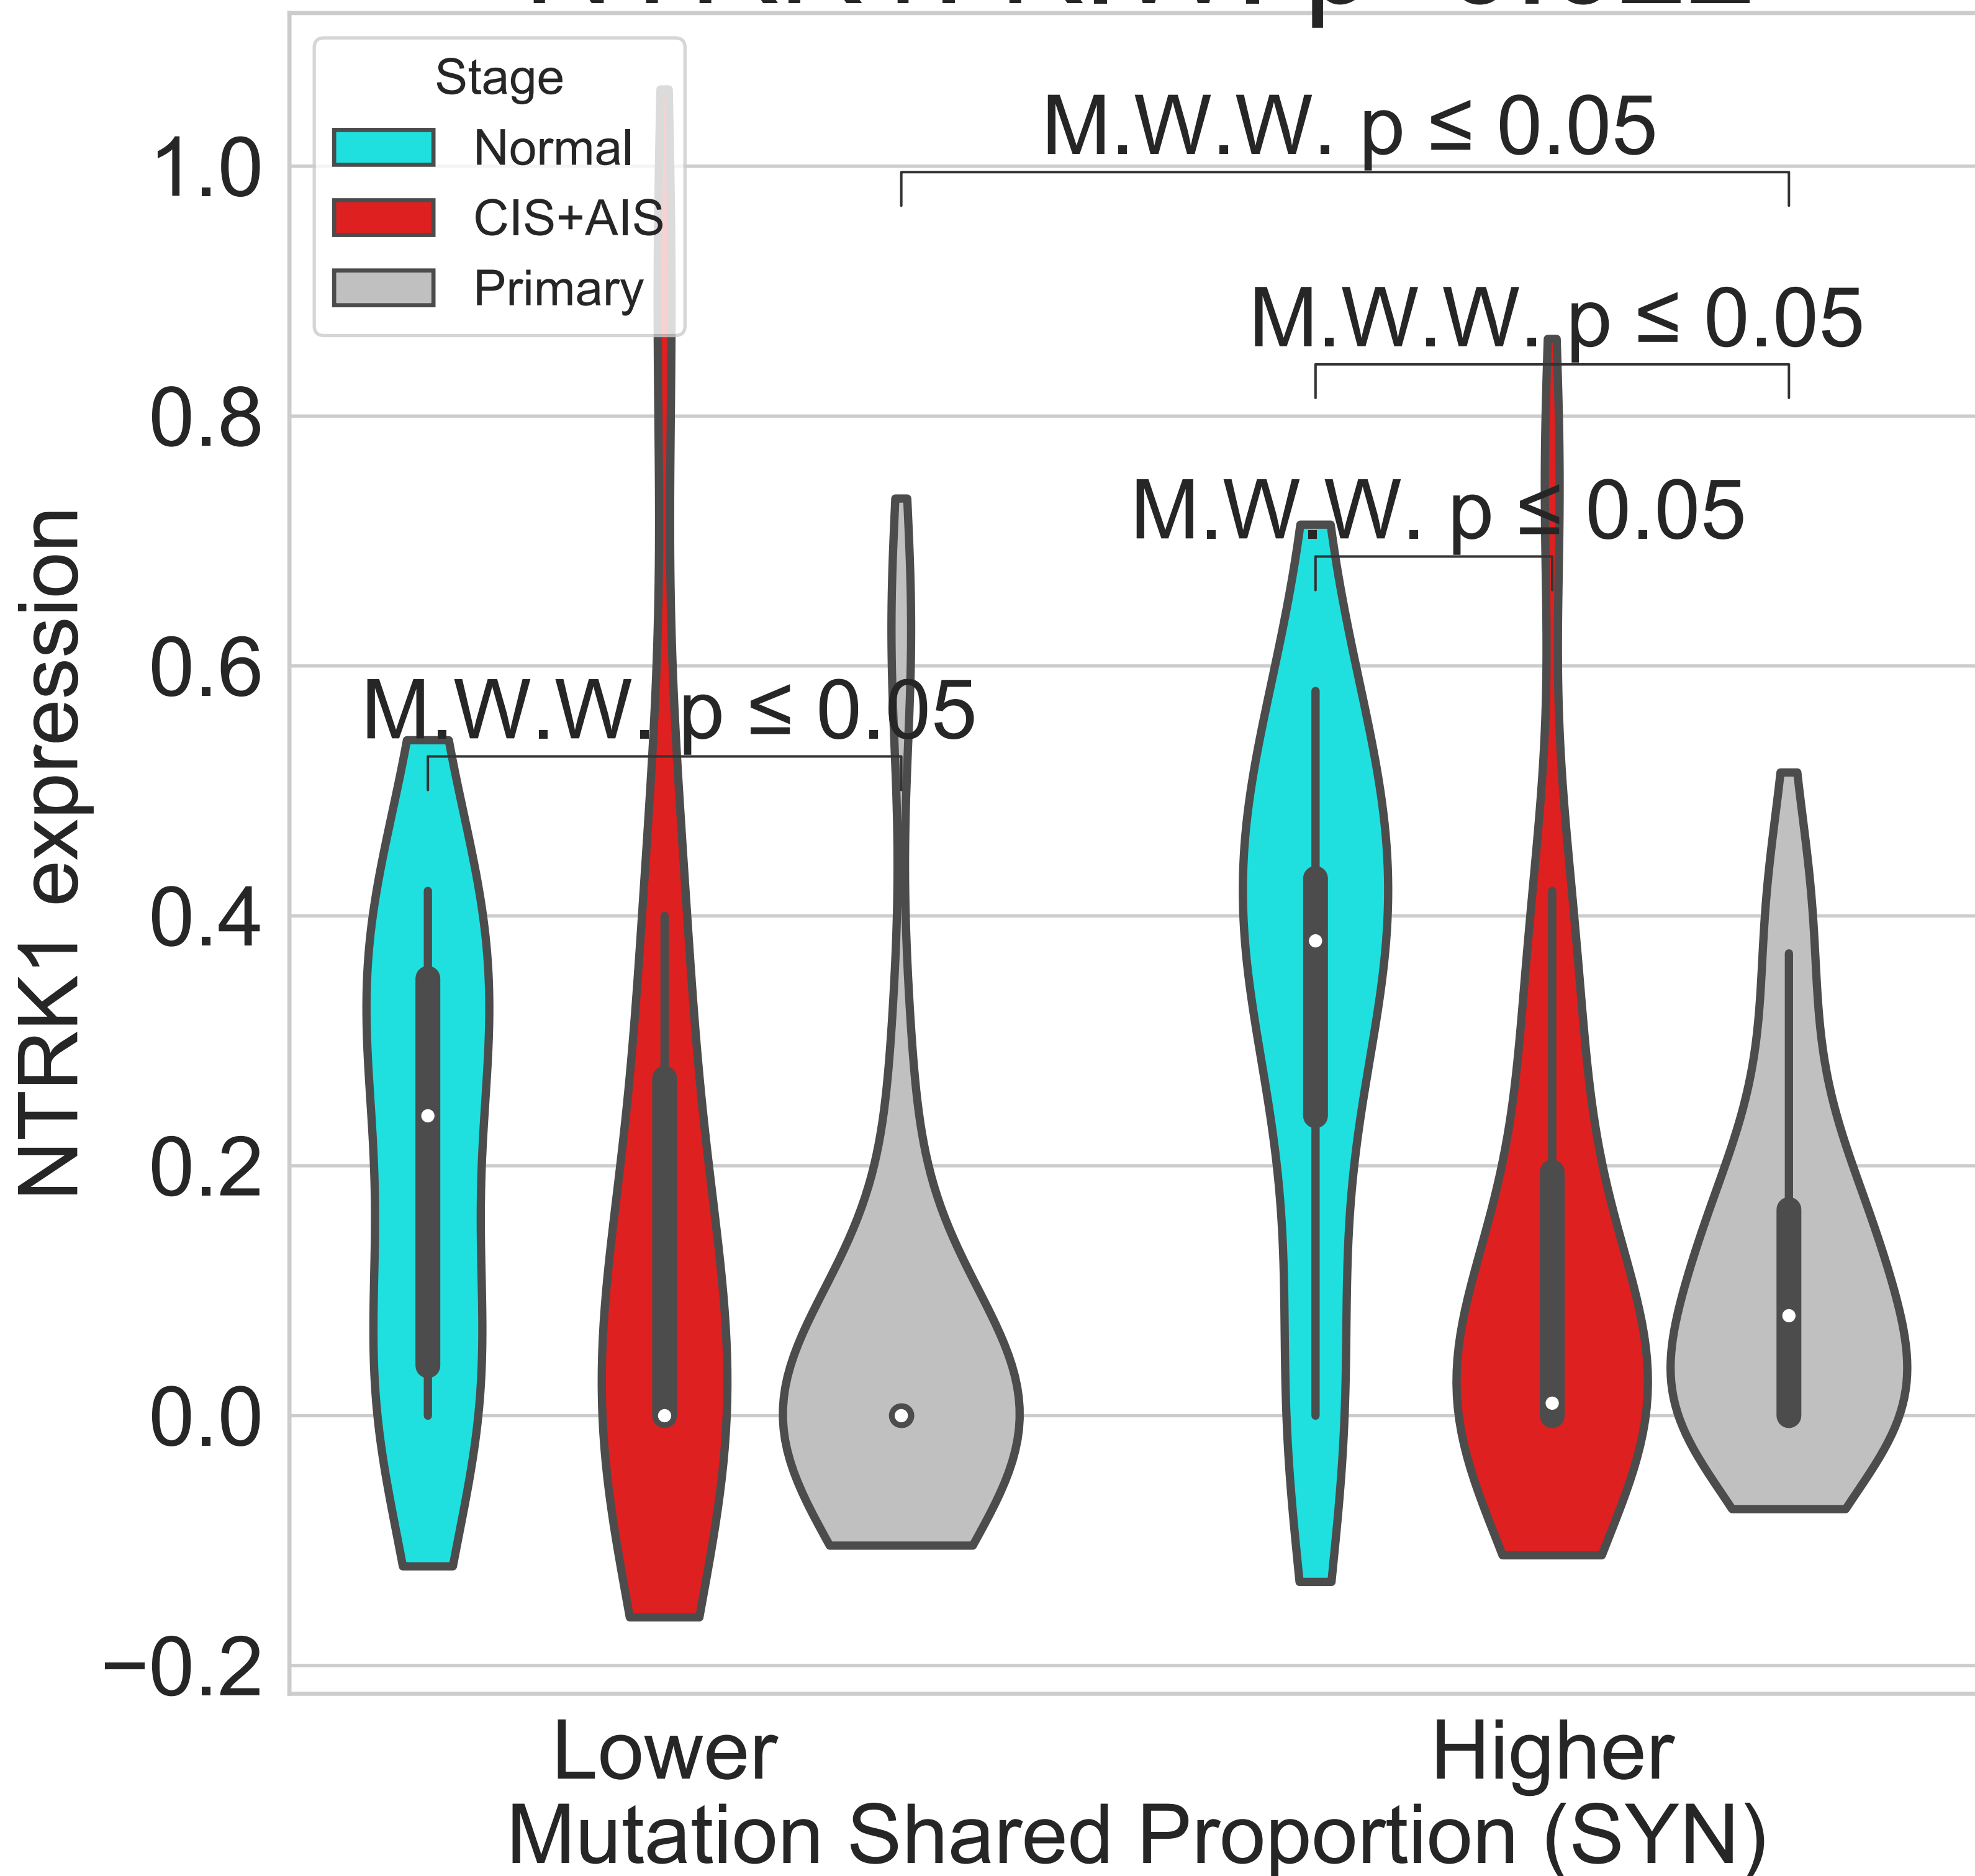 Stage
Normal
CIS+AIS
Primary
M.W.W. p ≤ 0.05
M.W.W. p ≤ 0.05
M.W.W. p ≤ 0.05
M.W.W. p ≤ 0.05
NTRK1 expression
1.0
0.8
0.6
0.4
0.2
0.0
−0.2
Lower
Higher
Mutation Shared Proportion (SYN)